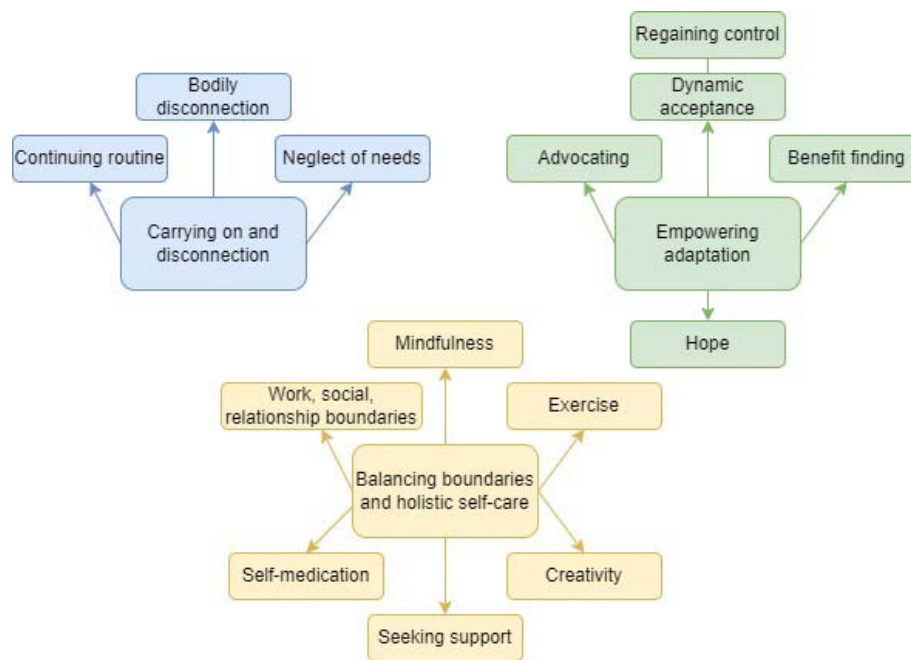 Bodily
disconnection
Continuing routine
Neglect of needs
Carrying on and
disconnection
Regaining control
Dynamic
acceptance
Advocating
Benefit finding
Empowering
adaptation
Hope
Mindfulness
Work, social,
relationship boundaries
Exercise
Balancing boundaries
and holistic self-care
Self-medication
Creativity
Seeking support